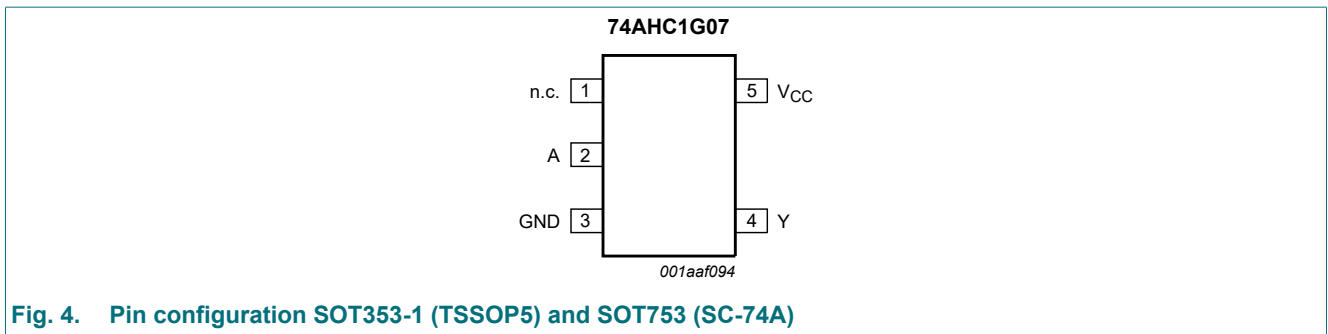 74AHC1G07
n.c. 1 5 VCC
A 2
GND 3 4 Y
001aaf094
Fig. 4. Pin configuration SOT353-1 (TSSOP5) and SOT753 (SC-74A)